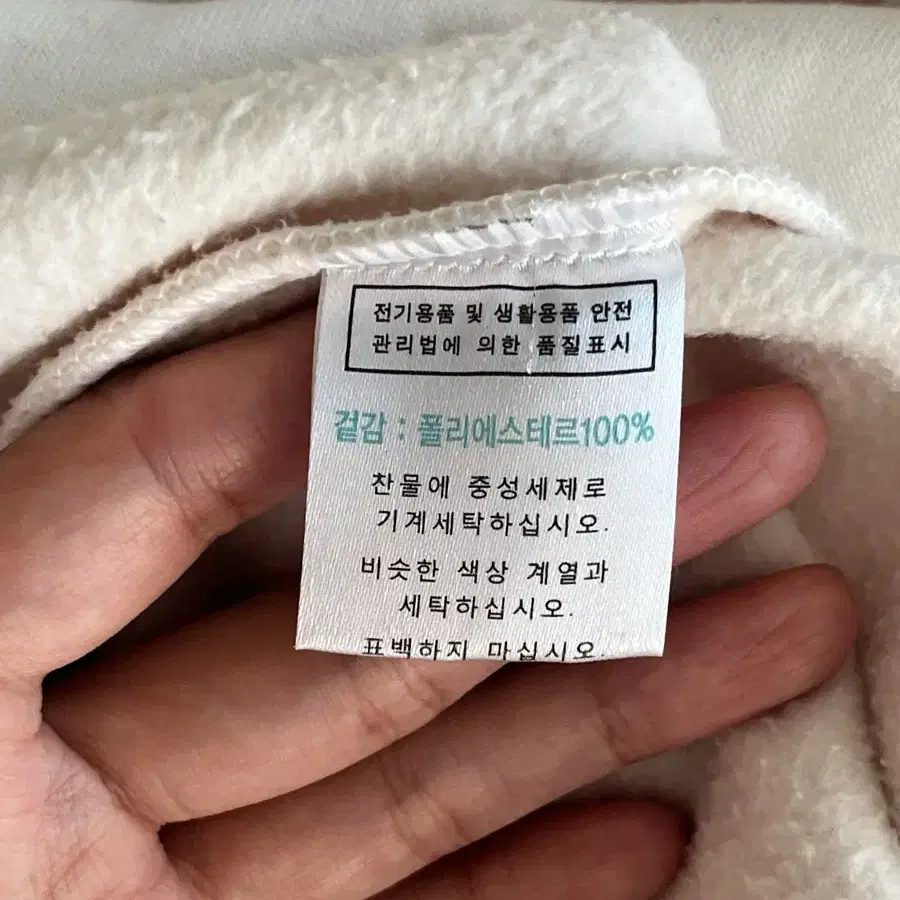 전기용품 및 생활용품 안전
관리법에 의한 품질표시
겉감 : 폴리에스테르100%
찬물에 중성세제로
기계세탁하십시오.
비슷한 색상 계열과
세탁하십시오.
표백하지 마십시오.